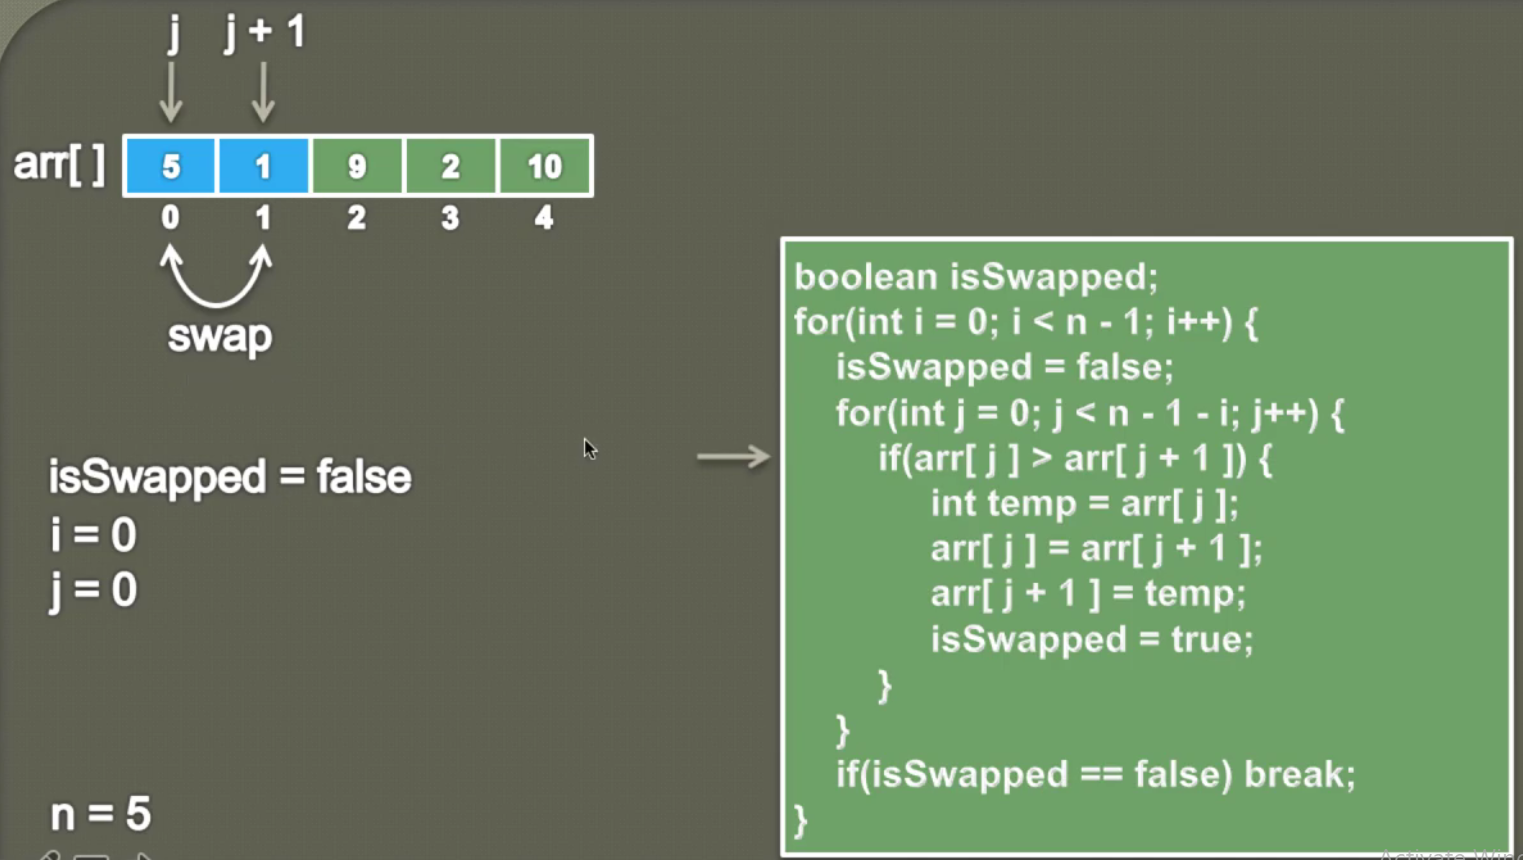 j j + 1
arr[ ] 5 1 9 2 10
0 1 2 3 4
swap
isSwapped = false
i = 0
j = 0
n = 5
boolean isSwapped;
for(int i = 0; i < n - 1; i++) {
isSwapped = false;
for(int j = 0; j < n - 1 - i; j++) {
if(arr[ j ] > arr[ j + 1 ]) {
int temp = arr[ j ];
arr[ j ] = arr[ j + 1 ];
arr[ j + 1 ] = temp;
isSwapped = true;
}
}
if(isSwapped == false) break;
}